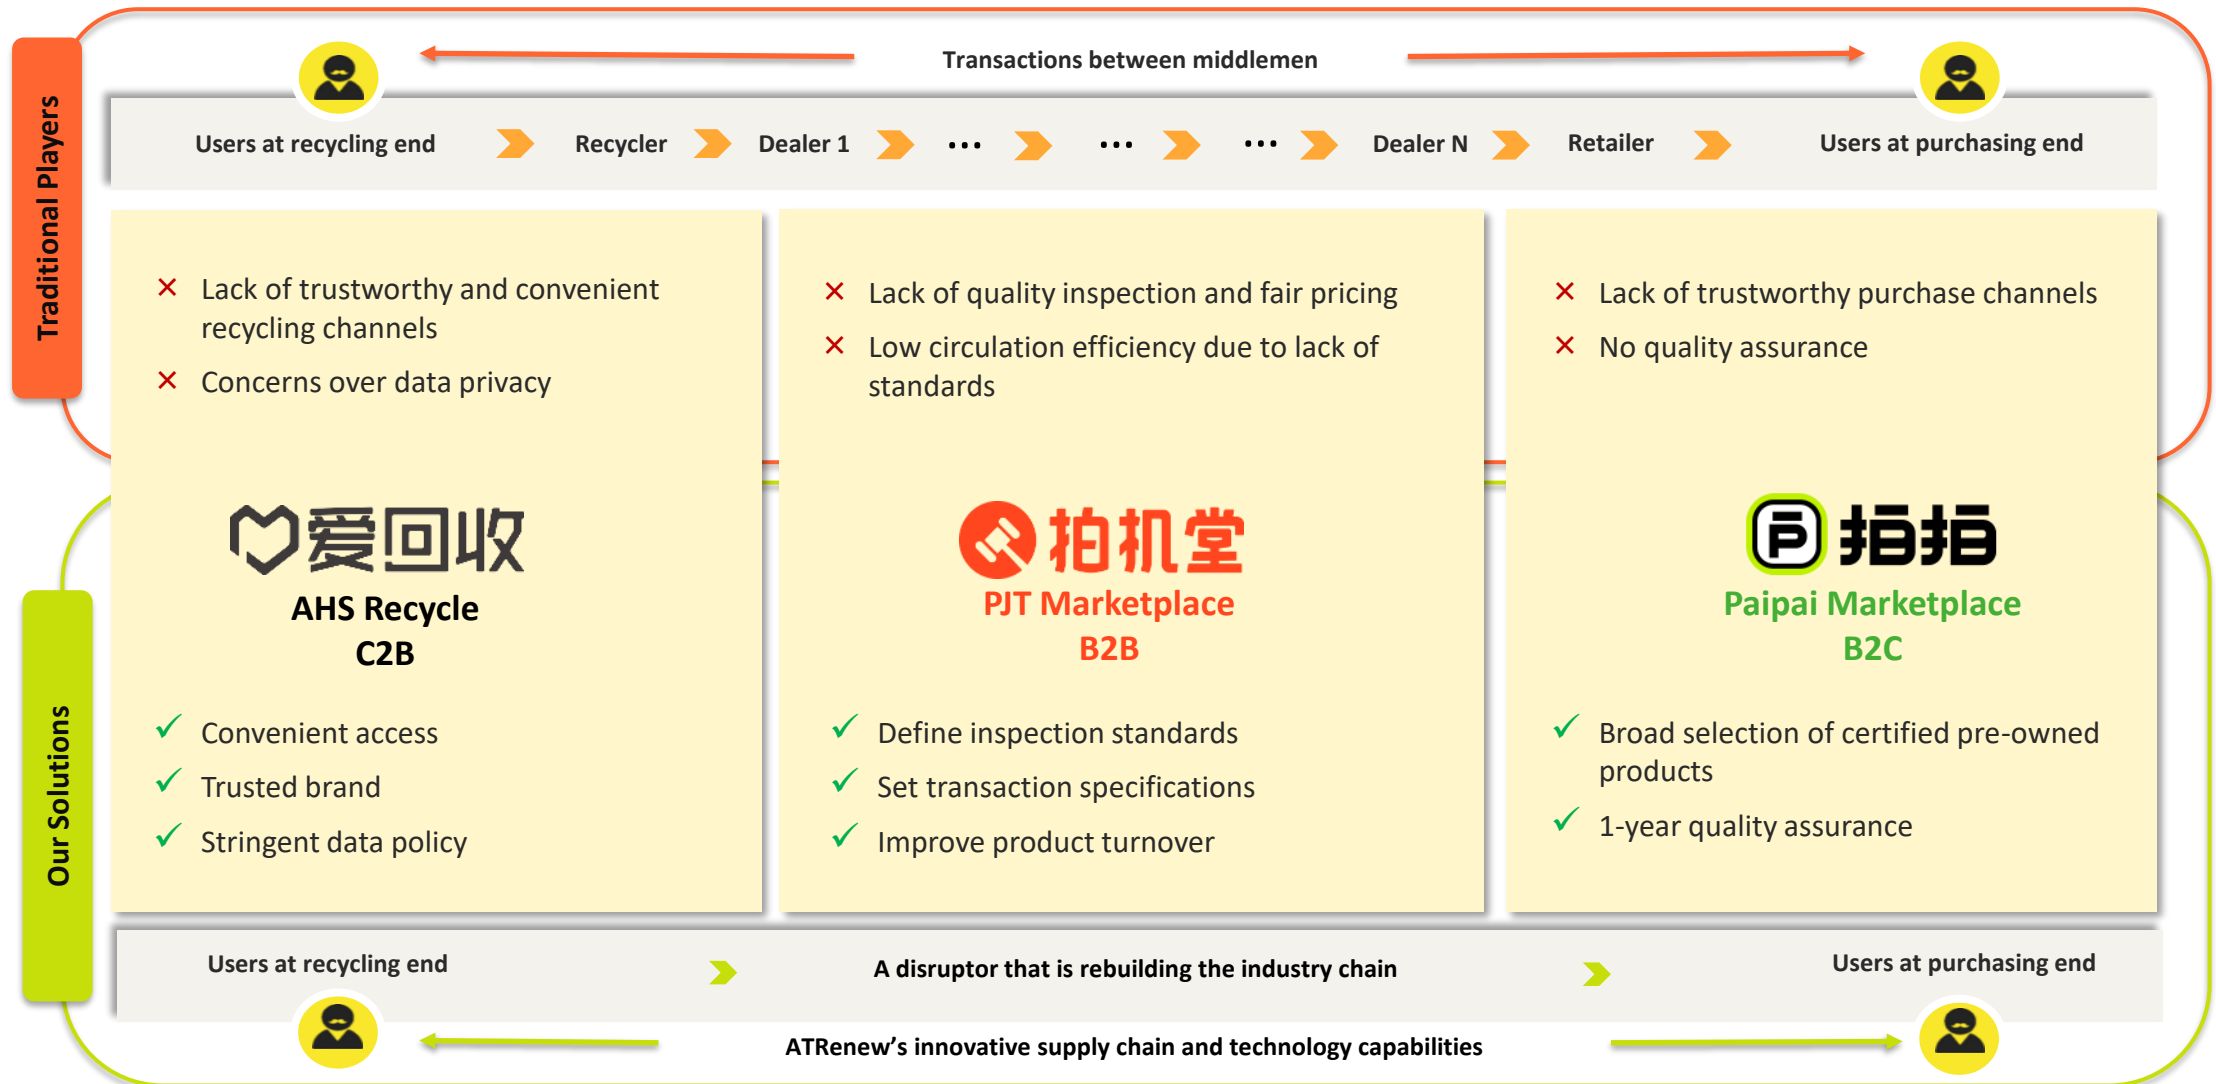 Traditional Players
Transactions between middlemen
Users at recycling end
Recycler
Dealer 1
...
...
...
Dealer N
Retailer
Users at purchasing end
× Lack of trustworthy and convenient
recycling channels
× Concerns over data privacy
× Lack of quality inspection and fair pricing
× Low circulation efficiency due to lack of
standards
× Lack of trustworthy purchase channels
× No quality assurance
Our Solutions
爱回收
AHS Recycle
C2B
✓ Convenient access
✓ Trusted brand
✓ Stringent data policy
拍机堂
PJT Marketplace
B2B
✓ Define inspection standards
✓ Set transaction specifications
✓ Improve product turnover
P 拍拍
Paipai Marketplace
B2C
✓ Broad selection of certified pre-owned
products
✓ 1-year quality assurance
Users at recycling end
A disruptor that is rebuilding the industry chain
Users at purchasing end
ATRenew's innovative supply chain and technology capabilities